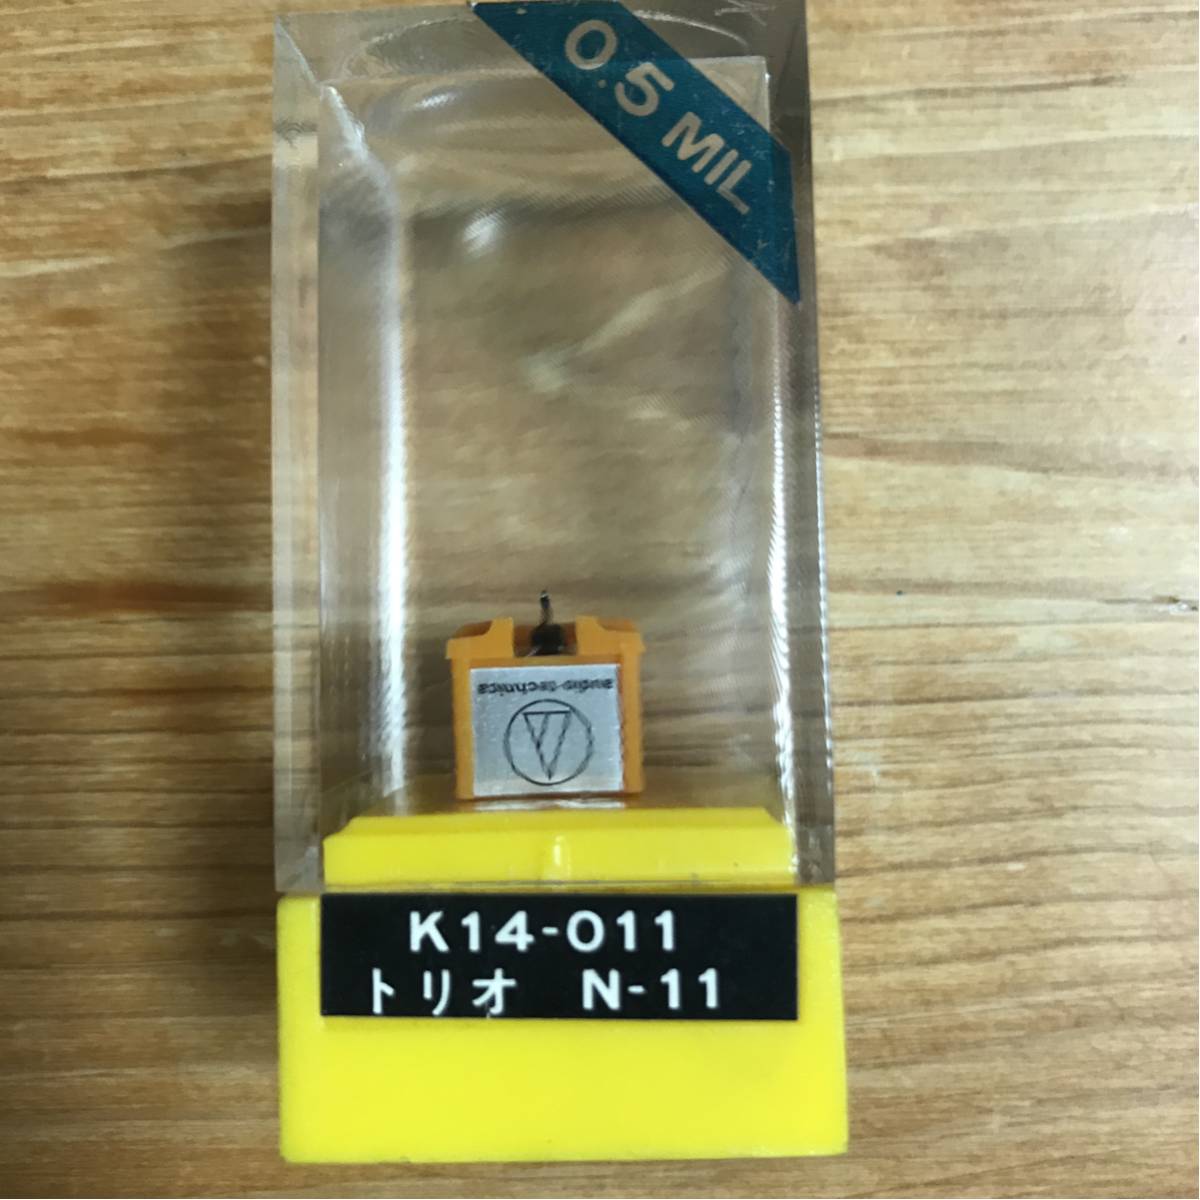 0.5 MIL
audio-technica
K14-011
トリオ N-11